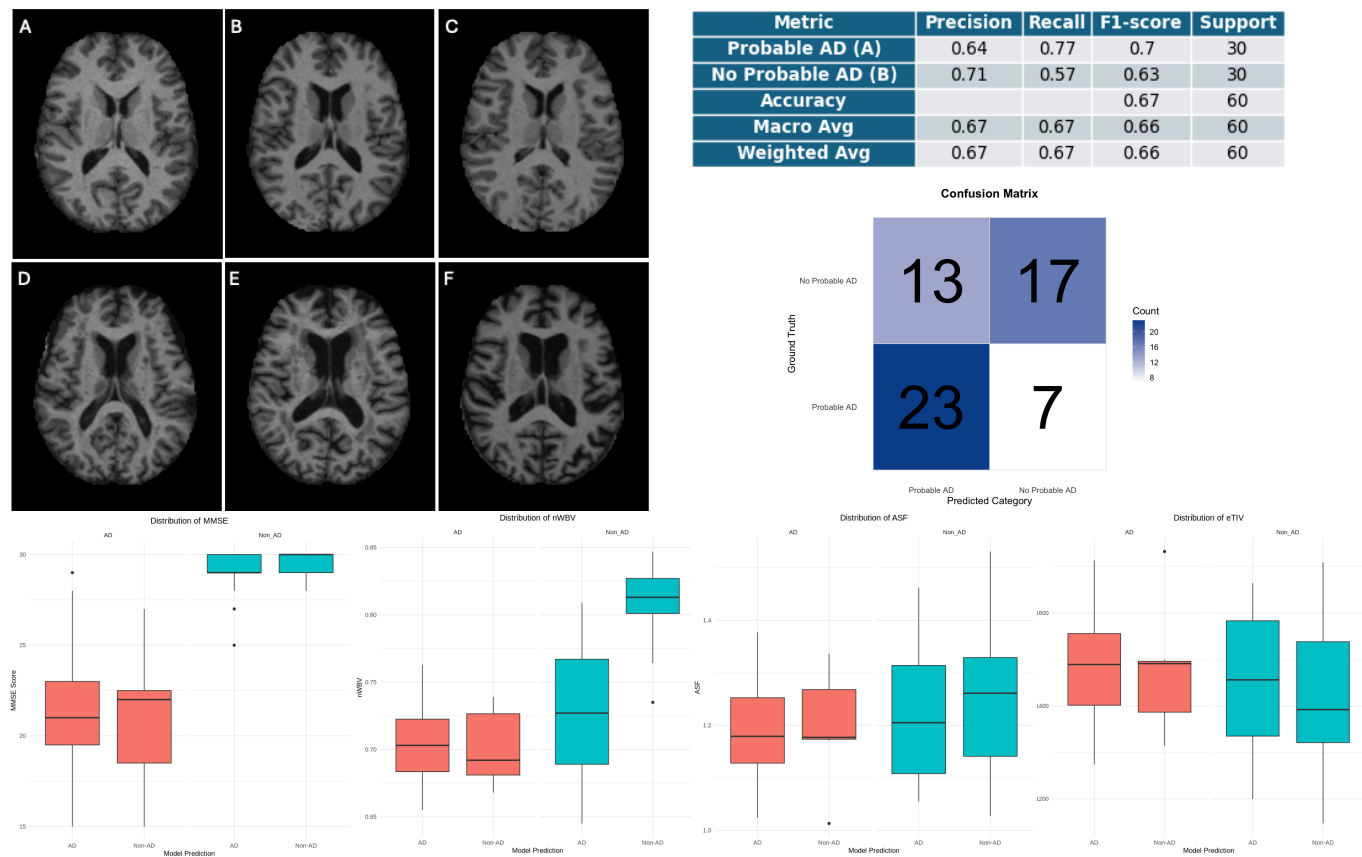 A
B
C
D
E
F
Metric Precision Recall F1-score Support
Probable AD (A) 0.64 0.77 0.7 30
No Probable AD (B) 0.71 0.57 0.63 30
Accuracy 0.67 60
Macro Avg 0.67 0.67 0.66 60
Weighted Avg 0.67 0.67 0.66 60
Confusion Matrix
Ground Truth
No Probable AD
Probable AD
13 17
23 7
Probable AD No Probable AD
Predicted Category
Count
20
16
12
8
Distribution of MMSE
AD Non_AD
MMSE Score
30
25
20
15
AD Non-AD AD Non-AD
Model Prediction
Distribution of nWBV
AD Non_AD
nWBV
0.85
0.80
0.75
0.70
0.65
AD Non-AD AD Non-AD
Model Prediction
Distribution of ASF
AD Non_AD
ASF
1.4
1.2
1.0
AD Non-AD AD Non-AD
Model Prediction
Distribution of eTIV
AD Non_AD
1600
1400
1200
AD Non-AD AD Non-AD
Model Prediction